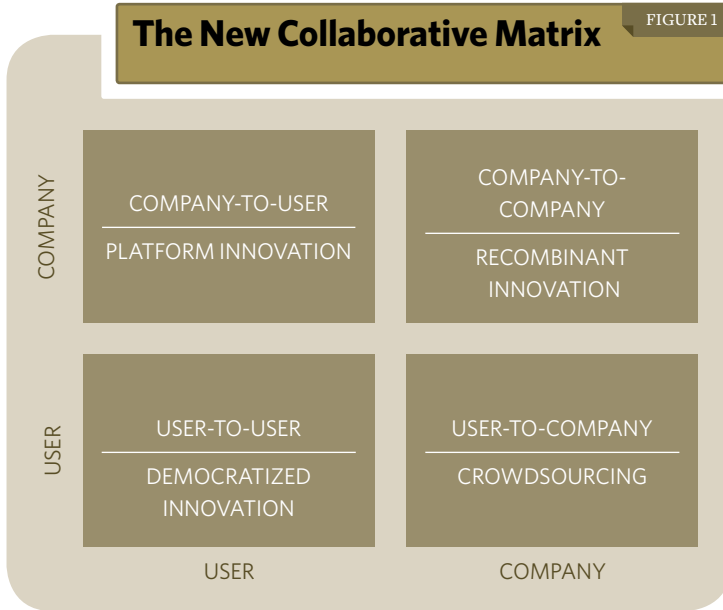 The New Collaborative Matrix
FIGURE 1
COMPANY
COMPANY-TO-USER
PLATFORM INNOVATION
COMPANY-TO-
COMPANY
RECOMBINANT
INNOVATION
USER
USER-TO-USER
DEMOCRATIZED
INNOVATION
USER-TO-COMPANY
CROWDSOURCING
USER
COMPANY